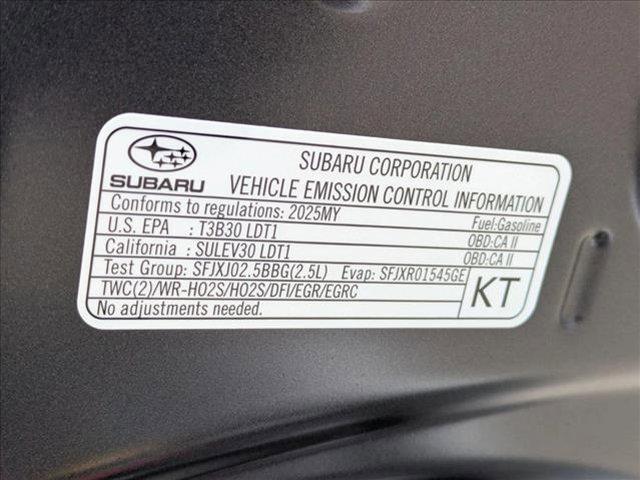 SUBARU
SUBARU CORPORATION
VEHICLE EMISSION CONTROL INFORMATION
Conforms to regulations: 2025MY Fuel:Gasoline
U.S. EPA : T3B30 LDT1 OBD:CA II
California : SULEV30 LDT1 OBD:CA II
Test Group: SFJXJ02.5BBG(2.5L) Evap: SFJXR01545GE
TWC(2)/WR-HO2S/HO2S/DFI/EGR/EGRC
No adjustments needed.
KT